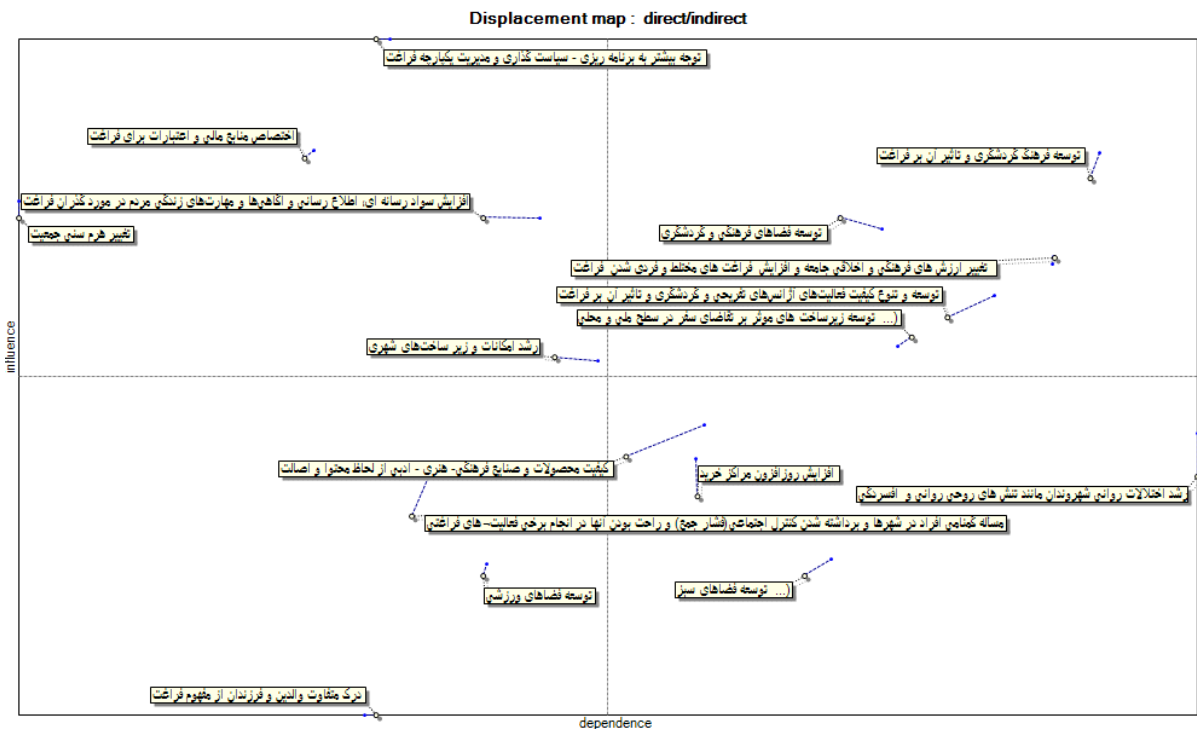 Displacement map : direct/indirect
توجه بیشتر به برنامه ریزی - سیاست گذاری و مدیریت یکپارچه فراغت
اختصاص منابع مالی و اعتبارات برای فراغت
توسعه فرهنگ گردشگری و تاثیر آن بر فراغت
افزایش سواد رسانه ای، اطلاع رسانی و آگاهی‌ها و مهارت‌های زندگی مردم در مورد گذران فراغت
تغییر هرم سنی جمعیت
توسعه فضاهای فرهنگی و گردشگری
تغییر ارزش های فرهنگی و اخلاقی جامعه و افزایش فراغت های مختلط و فردی شدن فراغت
توسعه و تنوع کیفیت فعالیت‌های آژانس‌های تفریحی و گردشگری و تاثیر آن بر فراغت
توسعه زیرساخت های موثر بر تقاضای سفر در سطح ملی و محلی ...)
رشد امکانات و زیر ساخت‌های شهری
influence
کیفیت محصولات و صنایع فرهنگی- هنری - ادبی از لحاظ محتوا و اصالت
افزایش روزافزون مراکز خرید
رشد اختلالات روانی شهروندان مانند تنش های روحی روانی و افسردگی
مساله گمنامی افراد در شهرها و برداشته شدن کنترل اجتماعی(فشار جمع) و راحت بودن آنها در انجام برخی فعالیت- های فراغتی
توسعه فضاهای ورزشی
توسعه فضاهای سبز ...)
درک متفاوت والدین و فرزندان از مفهوم فراغت
dependence